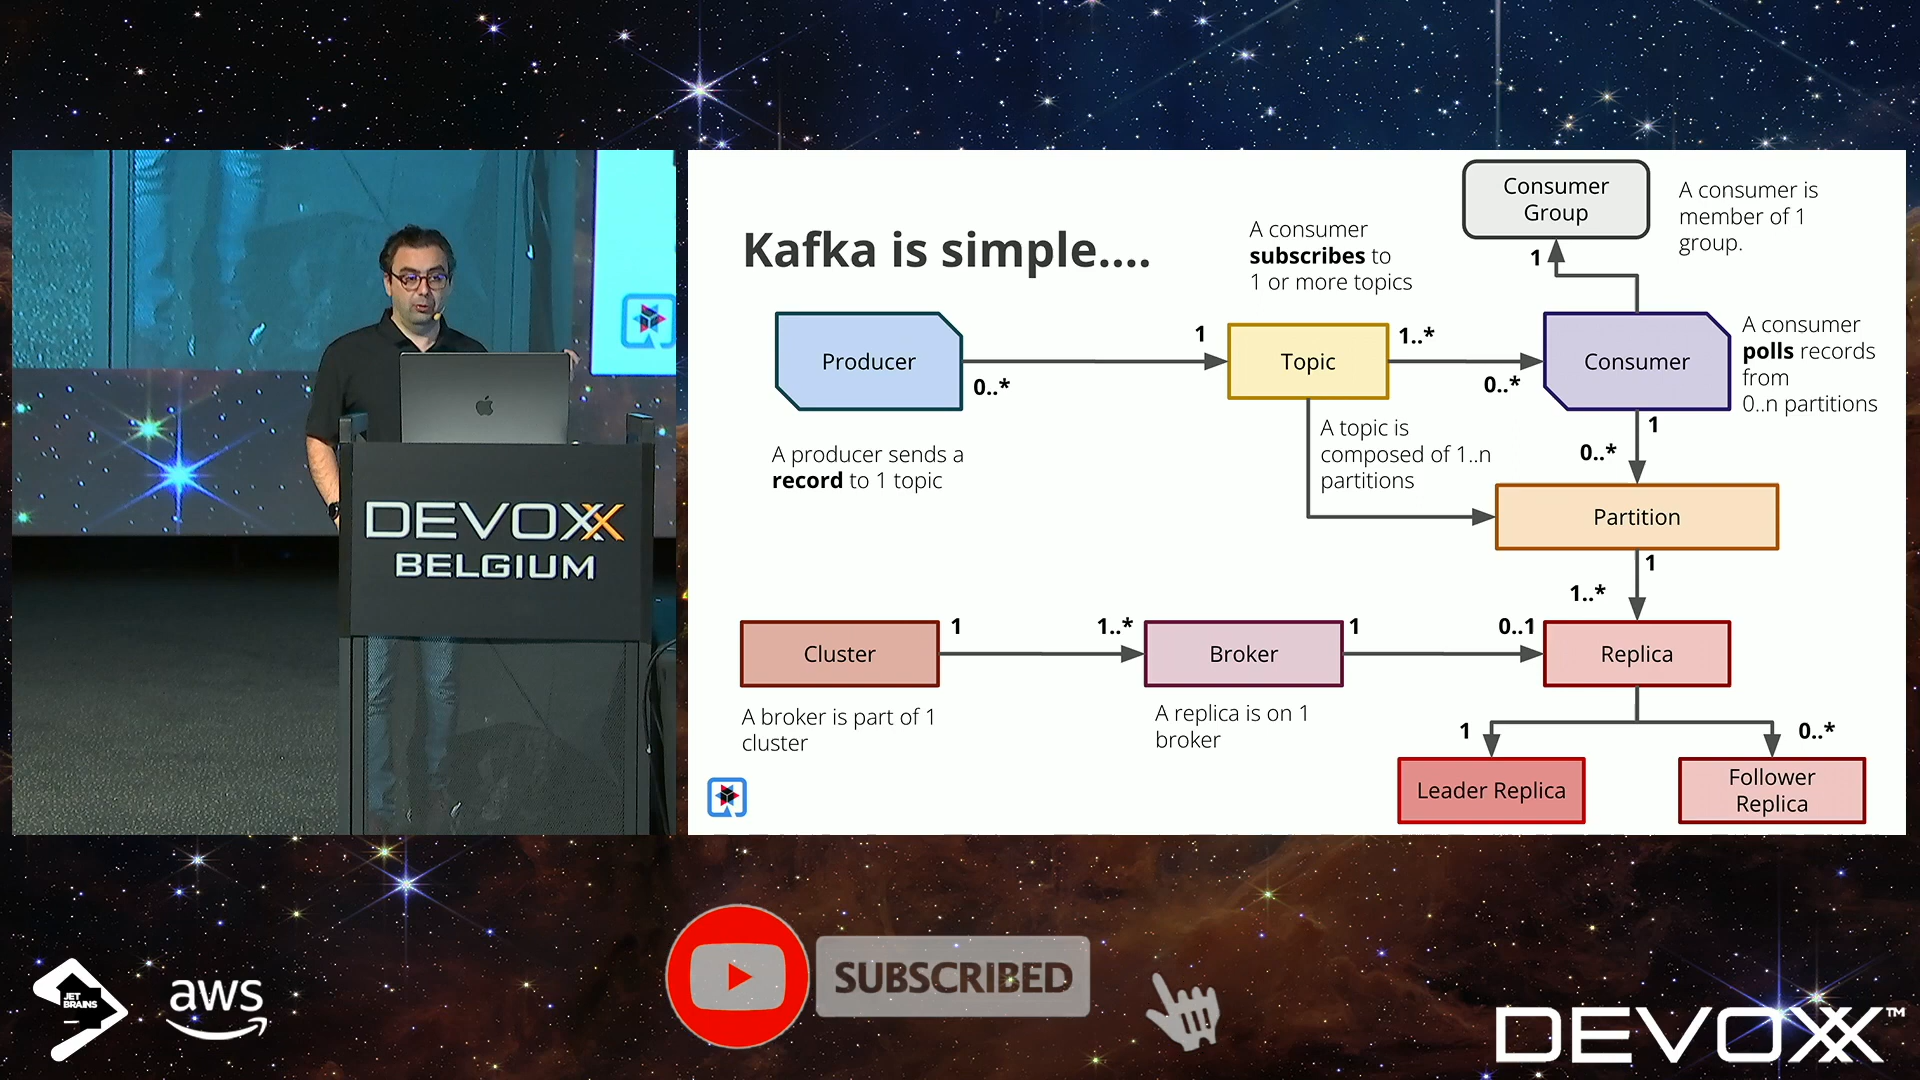 Kafka is simple....
Consumer
Group
A consumer is
member of 1
group.
A consumer
subscribes to
1 or more topics
1
Producer
0..*
1
Topic
1..*
0..*
Consumer
A consumer
polls records
from
0..n partitions
A producer sends a
record to 1 topic
A topic is
composed of 1..n
partitions
1
0..*
Partition
1
1..*
Cluster
1
1..*
Broker
1
0..1
Replica
A broker is part of 1
cluster
A replica is on 1
broker
1
0..*
Leader Replica
Follower
Replica
DEVOXX
BELGIUM
JET
BRAINS
aws
SUBSCRIBED
DEVOXX™